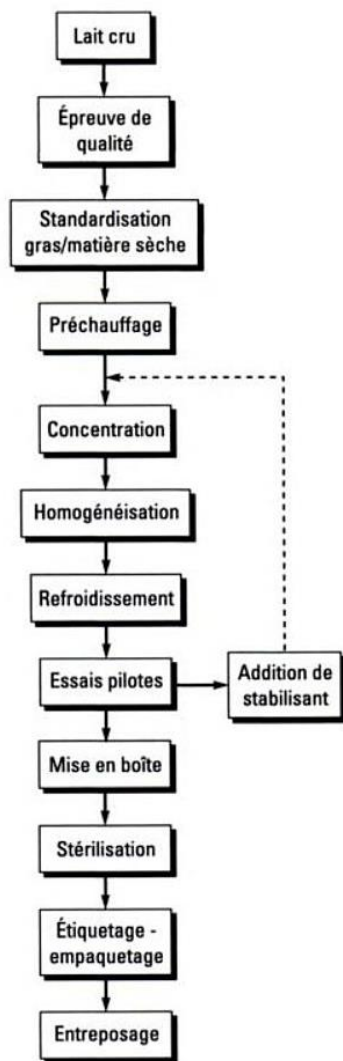 Lait cru
Épreuve de
qualité
Standardisation
gras/matière sèche
Préchauffage
Concentration
Homogénéisation
Refroidissement
Essais pilotes
Addition de
stabilisant
Mise en boîte
Stérilisation
Étiquetage -
empaquetage
Entreposage